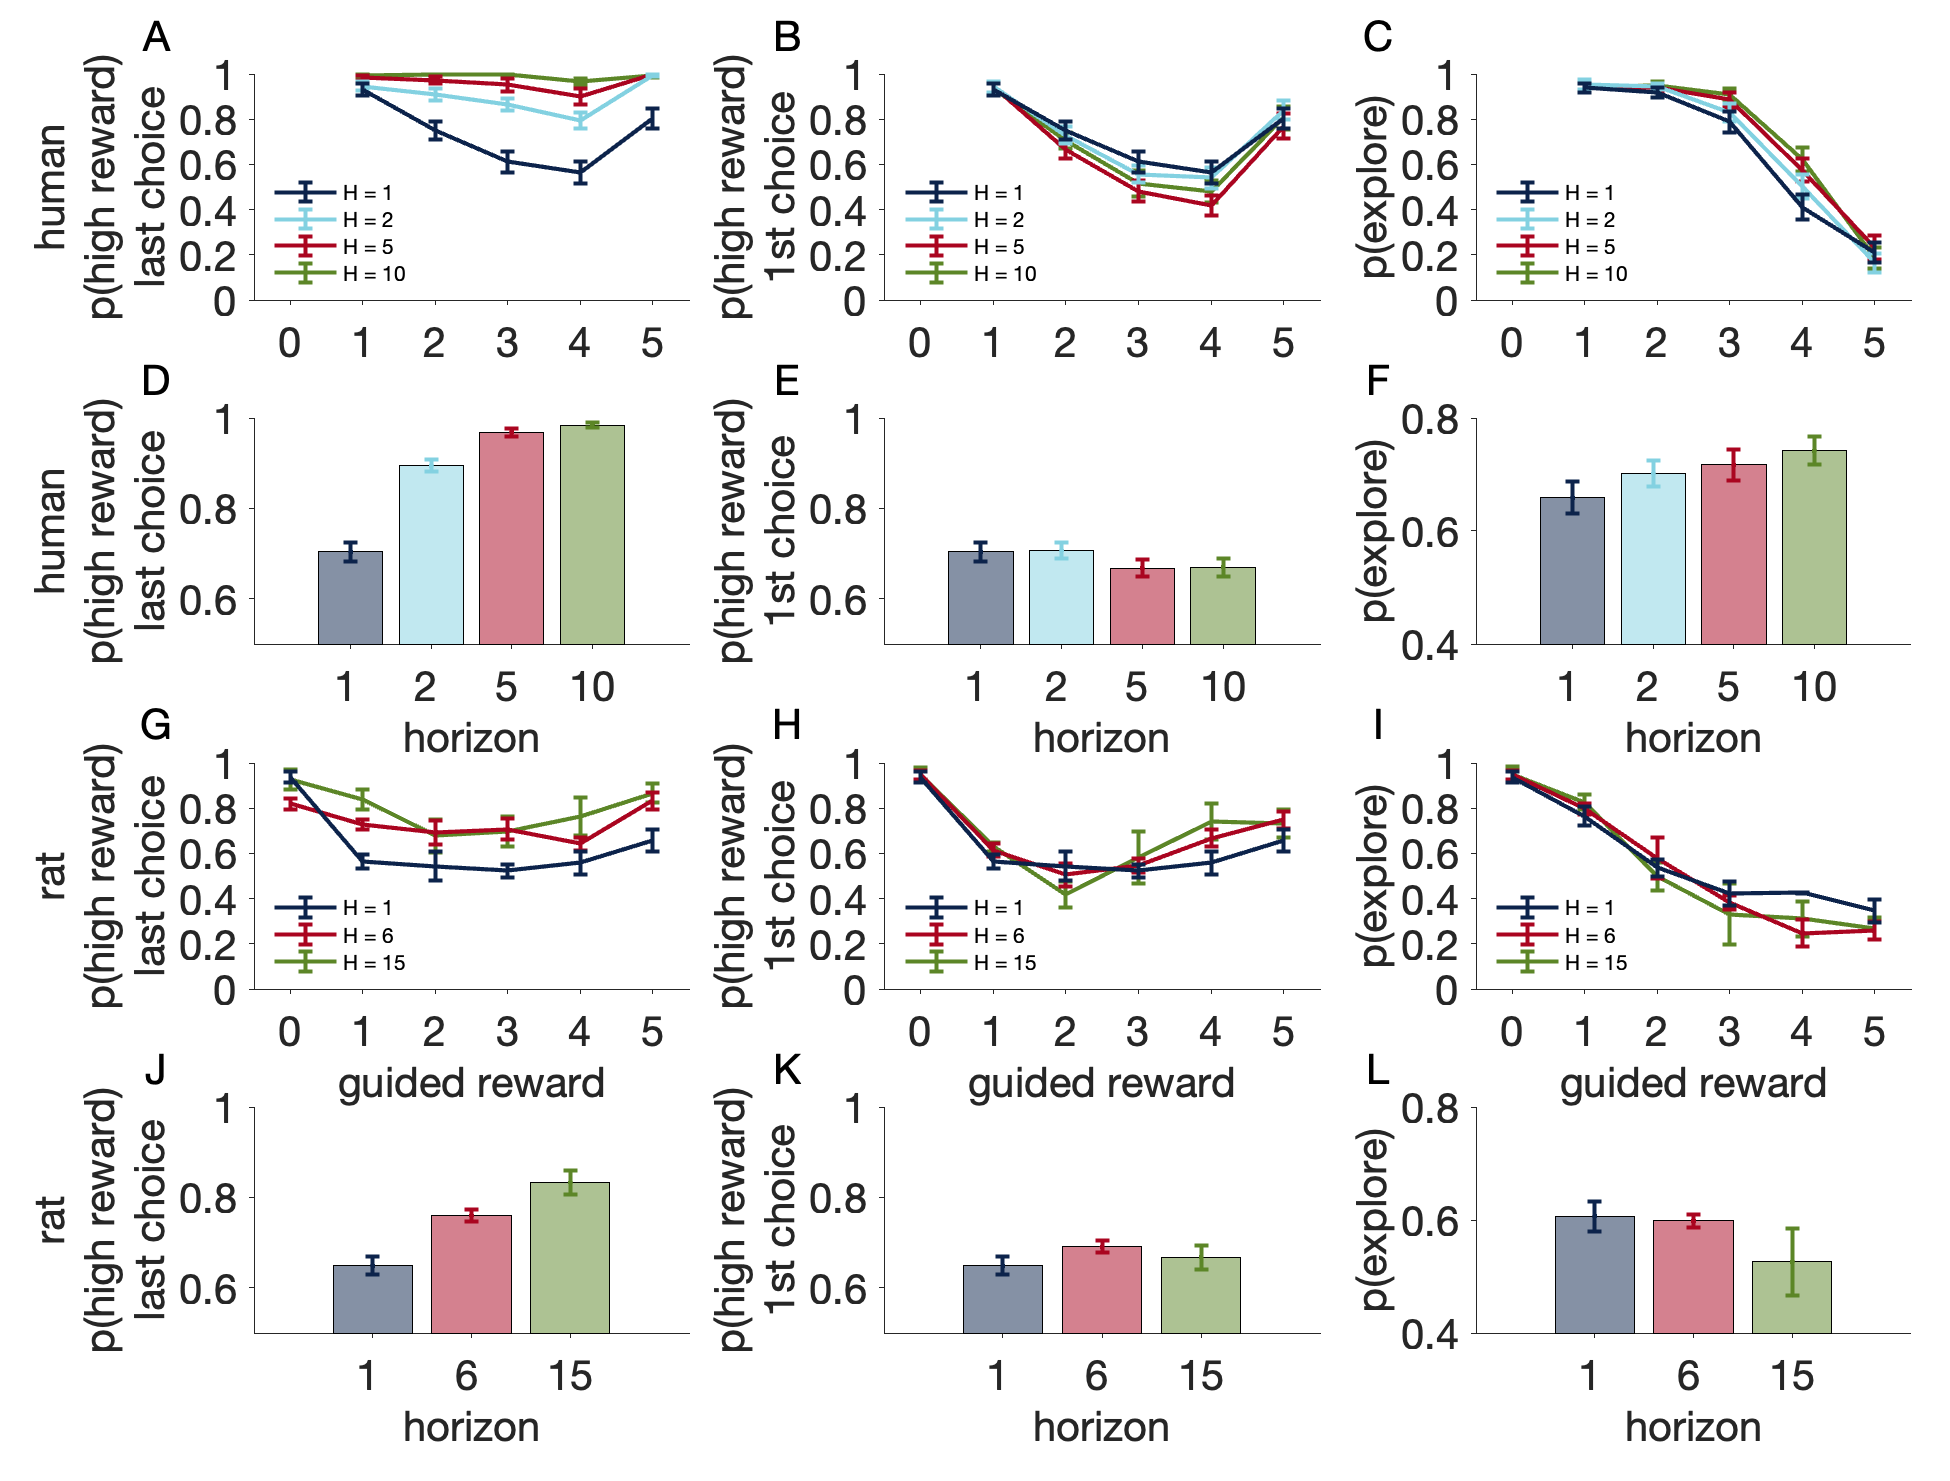 A
human
p(high reward)
last choice
1
0.8
0.6
0.4
0.2
0
H = 1
H = 2
H = 5
H = 10
0 1 2 3 4 5
B
p(high reward)
1st choice
1
0.8
0.6
0.4
0.2
0
H = 1
H = 2
H = 5
H = 10
0 1 2 3 4 5
C
p(explore)
1
0.8
0.6
0.4
0.2
0
H = 1
H = 2
H = 5
H = 10
0 1 2 3 4 5
D
human
p(high reward)
last choice
1
0.8
0.6
1 2 5 10
horizon
E
p(high reward)
1st choice
1
0.8
0.6
1 2 5 10
horizon
F
p(explore)
0.8
0.6
0.4
1 2 5 10
horizon
G
rat
p(high reward)
last choice
1
0.8
0.6
0.4
0.2
0
H = 1
H = 6
H = 15
0 1 2 3 4 5
guided reward
H
p(high reward)
1st choice
1
0.8
0.6
0.4
0.2
0
H = 1
H = 6
H = 15
0 1 2 3 4 5
guided reward
I
p(explore)
1
0.8
0.6
0.4
0.2
0
H = 1
H = 6
H = 15
0 1 2 3 4 5
guided reward
J
rat
p(high reward)
last choice
1
0.8
0.6
1 6 15
horizon
K
p(high reward)
1st choice
1
0.8
0.6
1 6 15
horizon
L
p(explore)
0.8
0.6
0.4
1 6 15
horizon